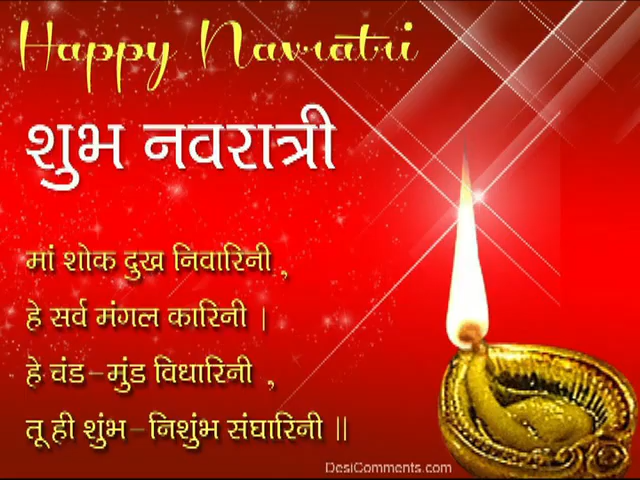 Happy Navratri
शुभ नवरात्री
मां शोक दुख निवारिनी ,
हे सर्व मंगल कारिनी |
हे चंड-मुंड विधारिनी ,
तू ही शुंभ-निशुंभ संघारिनी ||
DesiComments.com